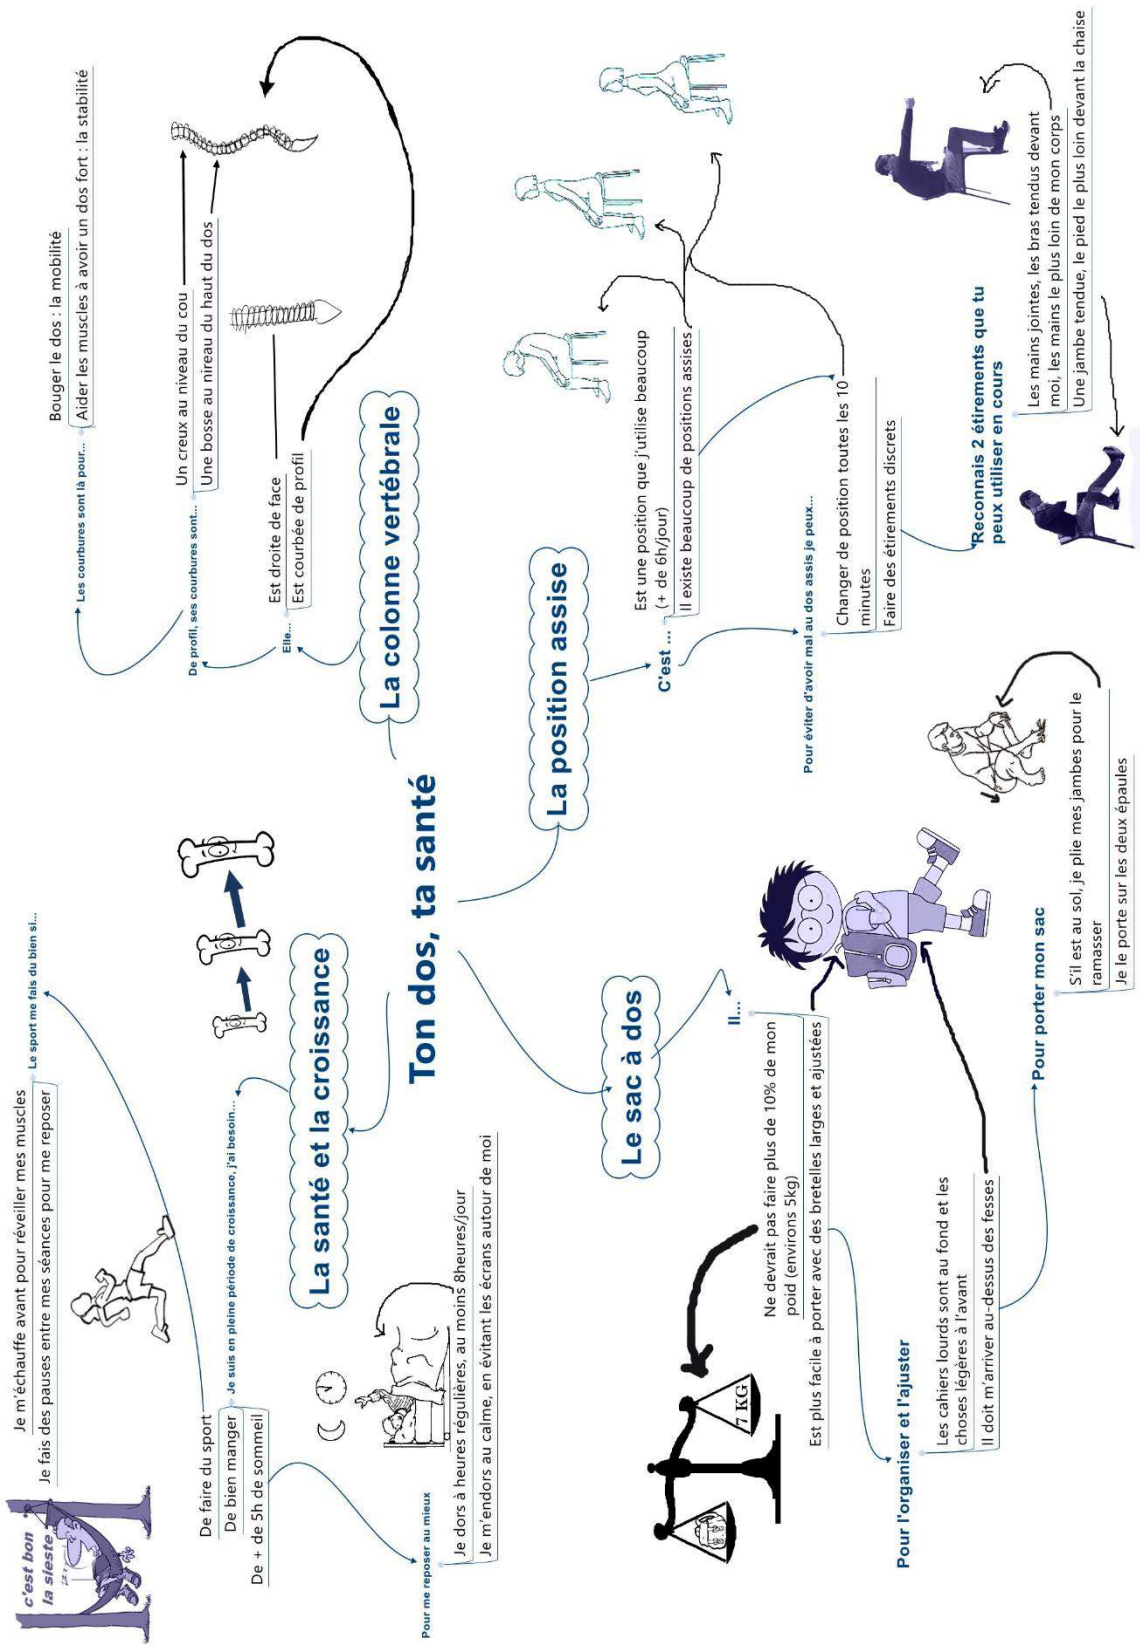 Ton dos, ta santé
La colonne vertébrale
Elle...
Est droite de face
Est courbée de profil
De profil, ses courbures sont...
Un creux au niveau du cou
Une bosse au nireau du haut du dos
Les courbures sont là pour...
Bouger le dos : la mobilité
Aider les muscles à avoir un dos fort : la stabilité
La position assise
C'est ...
Est une position que j'utilise beaucoup
(+ de 6h/jour)
Il existe beaucoup de positions assises
Pour éviter d'avoir mal au dos assis je peux...
Changer de position toutes les 10
minutes
Faire des étirements discrets
Reconnais 2 étirements que tu
peux utiliser en cours
Les mains jointes, les bras tendus devant
moi, les mains le plus loin de mon corps
Une jambe tendue, le pied le plus loin devant la chaise
Le sac à dos
Il...
Ne devrait pas faire plus de 10% de mon
poid (environs 5kg)
Est plus facile à porter avec des bretelles larges et ajustées
7 KG
Pour l'organiser et l'ajuster
Les cahiers lourds sont au fond et les
choses légères à l'avant
Il doit m'arriver au-dessus des fesses
Pour porter mon sac
S'il est au sol, je plie mes jambes pour le
ramasser
Je le porte sur les deux épaules
La santé et la croissance
Je suis en pleine période de croissance, j'ai besoin...
De faire du sport
De bien manger
De + de 5h de sommeil
Le sport me fais du bien si...
Je m'échauffe avant pour réveiller mes muscles
Je fais des pauses entre mes séances pour me reposer
c'est bon
la sieste
Pour me reposer au mieux
Je dors à heures régulières, au moins 8heures/jour
Je m'endors au calme, en évitant les écrans autour de moi